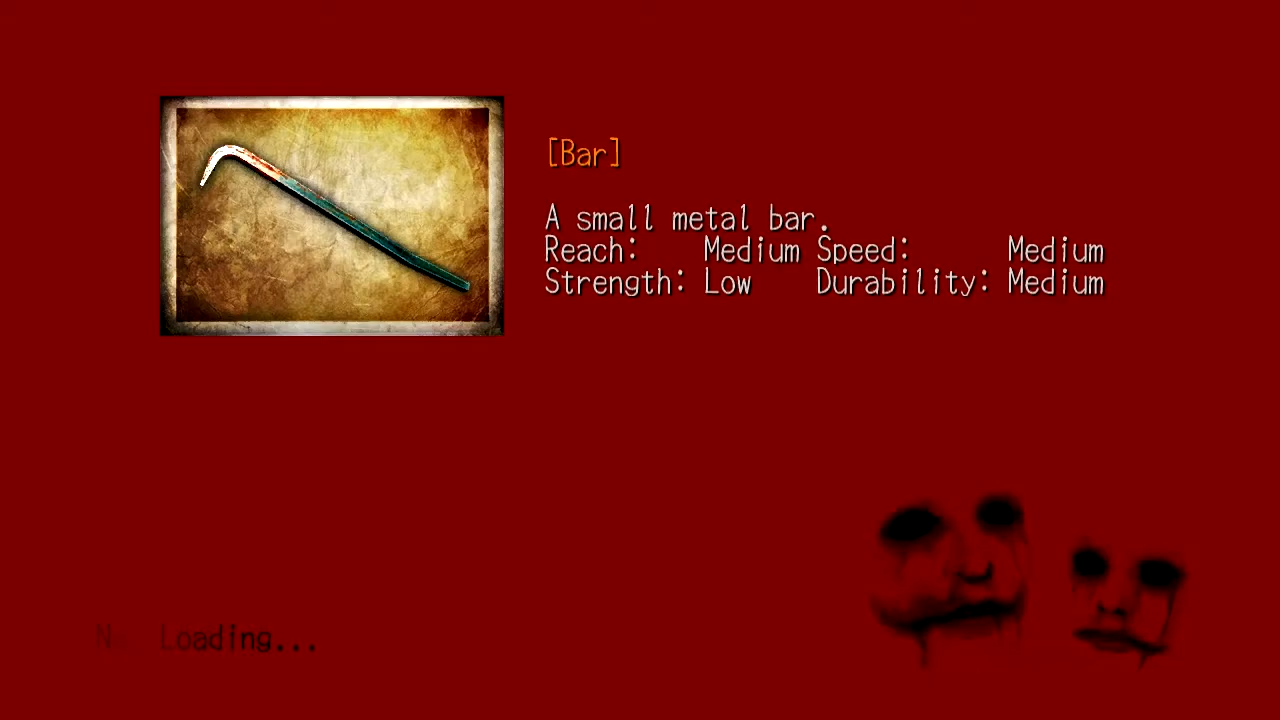 [Bar]
A small metal bar.
Reach: Medium Speed: Medium
Strength: Low Durability: Medium
Loading...